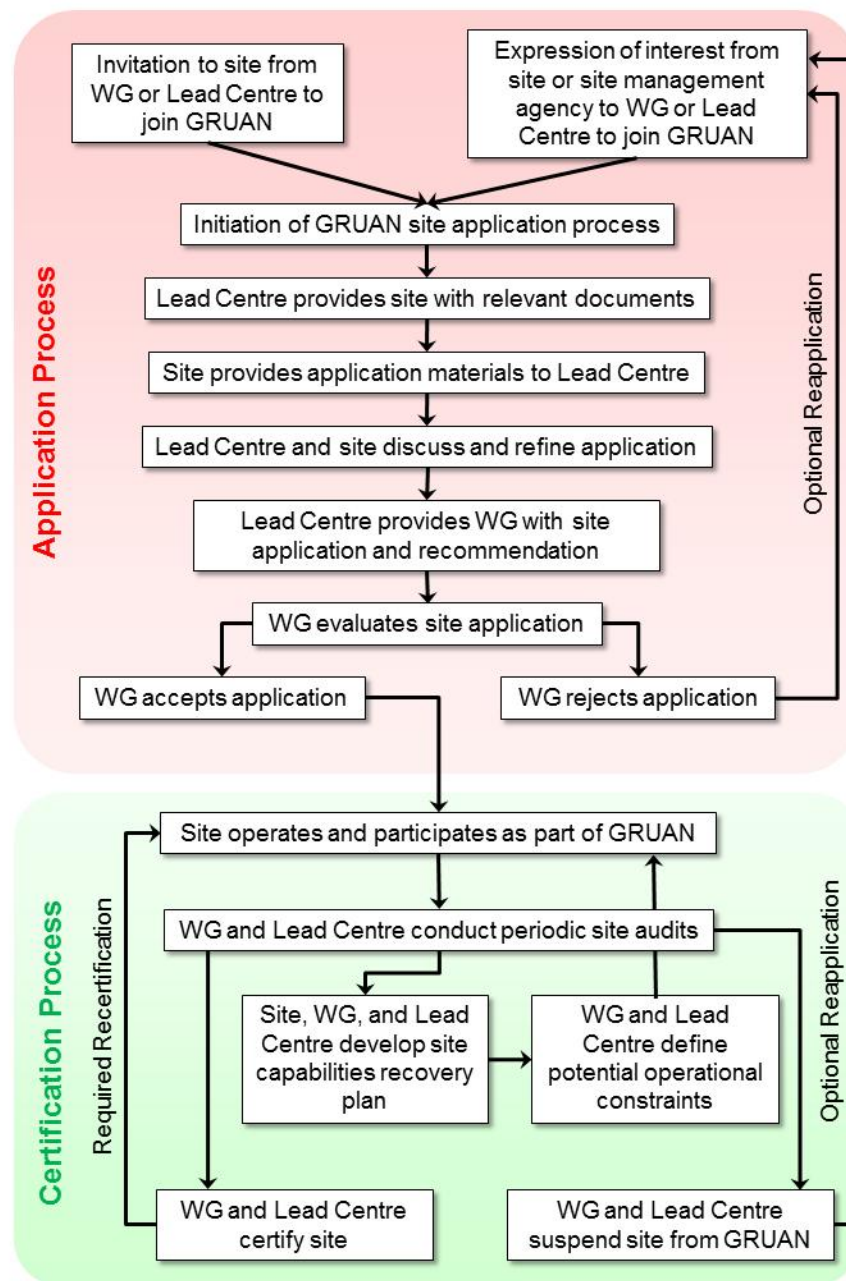 Invitation to site from
WG or Lead Centre to
join GRUAN
Expression of interest from
site or site management
agency to WG or Lead
Centre to join GRUAN
Initiation of GRUAN site application process
Lead Centre provides site with relevant documents
Site provides application materials to Lead Centre
Lead Centre and site discuss and refine application
Lead Centre provides WG with site
application and recommendation
WG evaluates site application
WG accepts application
WG rejects application
Application Process
Optional Reapplication
Site operates and participates as part of GRUAN
WG and Lead Centre conduct periodic site audits
Site, WG, and Lead
Centre develop site
capabilities recovery
plan
WG and Lead
Centre define
potential operational
constraints
WG and Lead Centre
certify site
WG and Lead Centre
suspend site from GRUAN
Certification Process
Required Recertification
Optional Reapplication